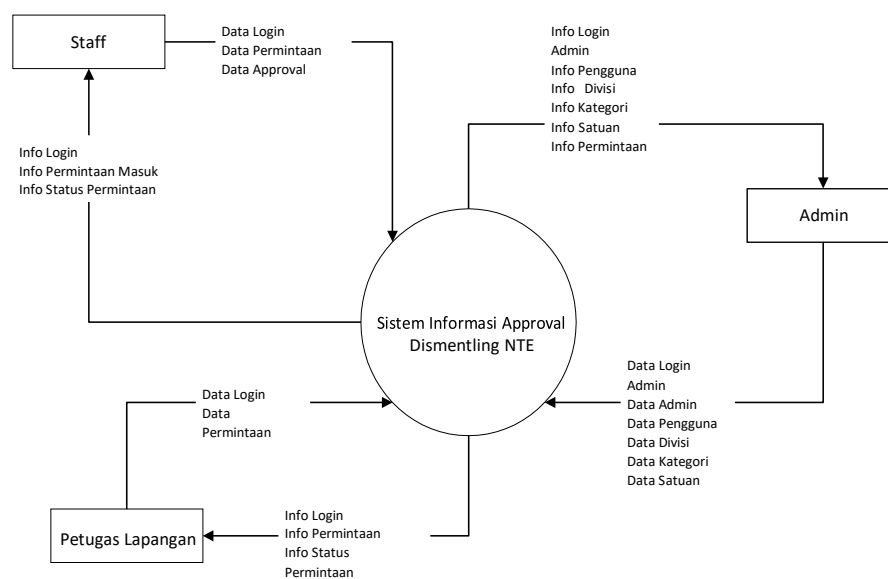 Staff
Data Login
Data Permintaan
Data Approval
Info Login
Admin
Info Pengguna
Info Divisi
Info Kategori
Info Satuan
Info Permintaan
Info Login
Info Permintaan Masuk
Info Status Permintaan
Admin
Sistem Informasi Approval
Dismentling NTE
Data Login
Admin
Data Admin
Data Pengguna
Data Divisi
Data Kategori
Data Satuan
Data Login
Data
Permintaan
Petugas Lapangan
Info Login
Info Permintaan
Info Status
Permintaan